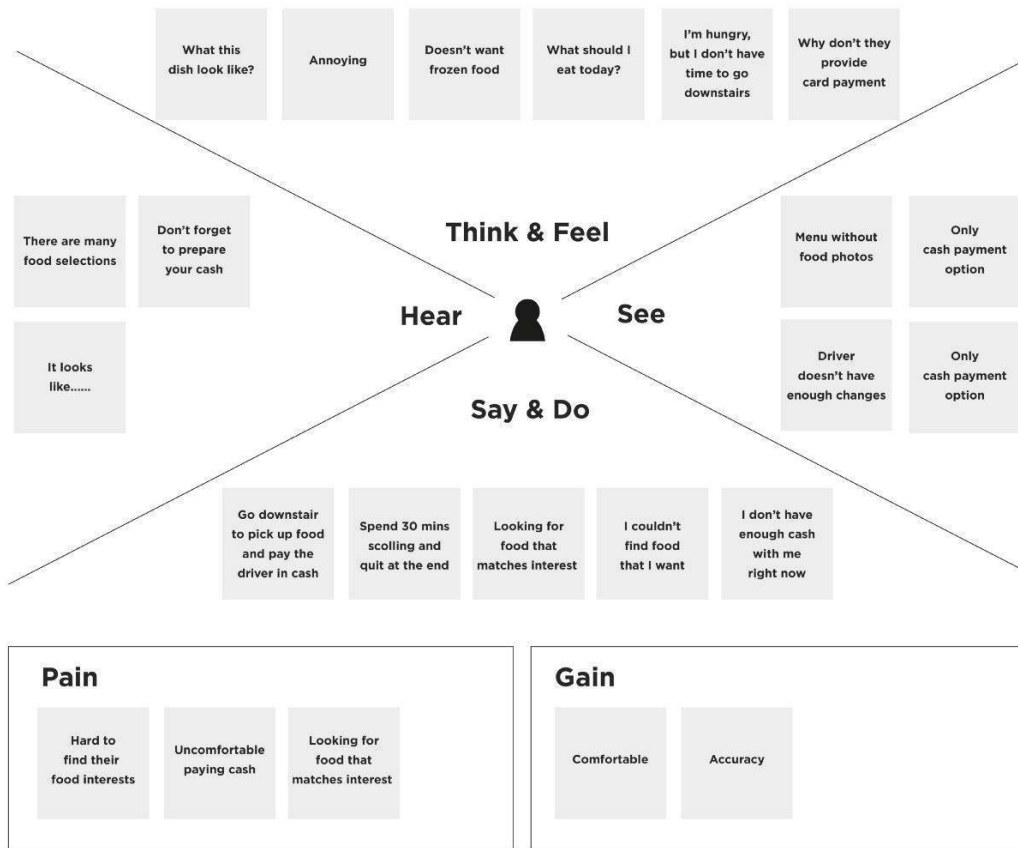 What this
dish look like?
Annoying
Doesn't want
frozen food
What should I
eat today?
I'm hungry,
but I don't have
time to go
downstairs
Why don't they
provide
card payment
Think & Feel
There are many
food selections
Don't forget
to prepare
your cash
It looks
like......
Hear
See
Menu without
food photos
Only
cash payment
option
Driver
doesn't have
enough changes
Only
cash payment
option
Say & Do
Go downstair
to pick up food
and pay the
driver in cash
Spend 30 mins
scolling and
quit at the end
Looking for
food that
matches interest
I couldn't
find food
that I want
I don't have
enough cash
with me
right now
Pain
Hard to
find their
food interests
Uncomfortable
paying cash
Looking for
food that
matches interest
Gain
Comfortable
Accuracy